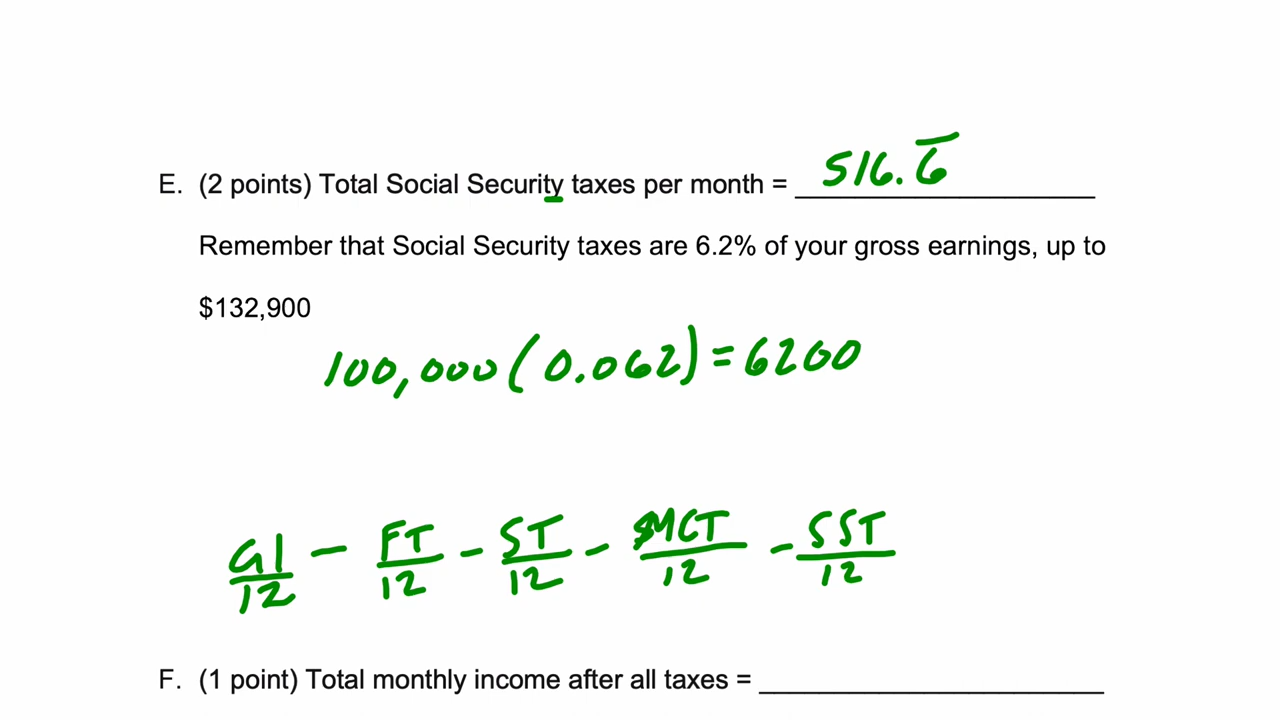 E. (2 points) Total Social Security taxes per month = 516.6̅
Remember that Social Security taxes are 6.2% of your gross earnings, up to
$132,900
100,000 (0.062) = 6200
GI/12 - FT/12 - ST/12 - MCT/12 - SST/12
F. (1 point) Total monthly income after all taxes =